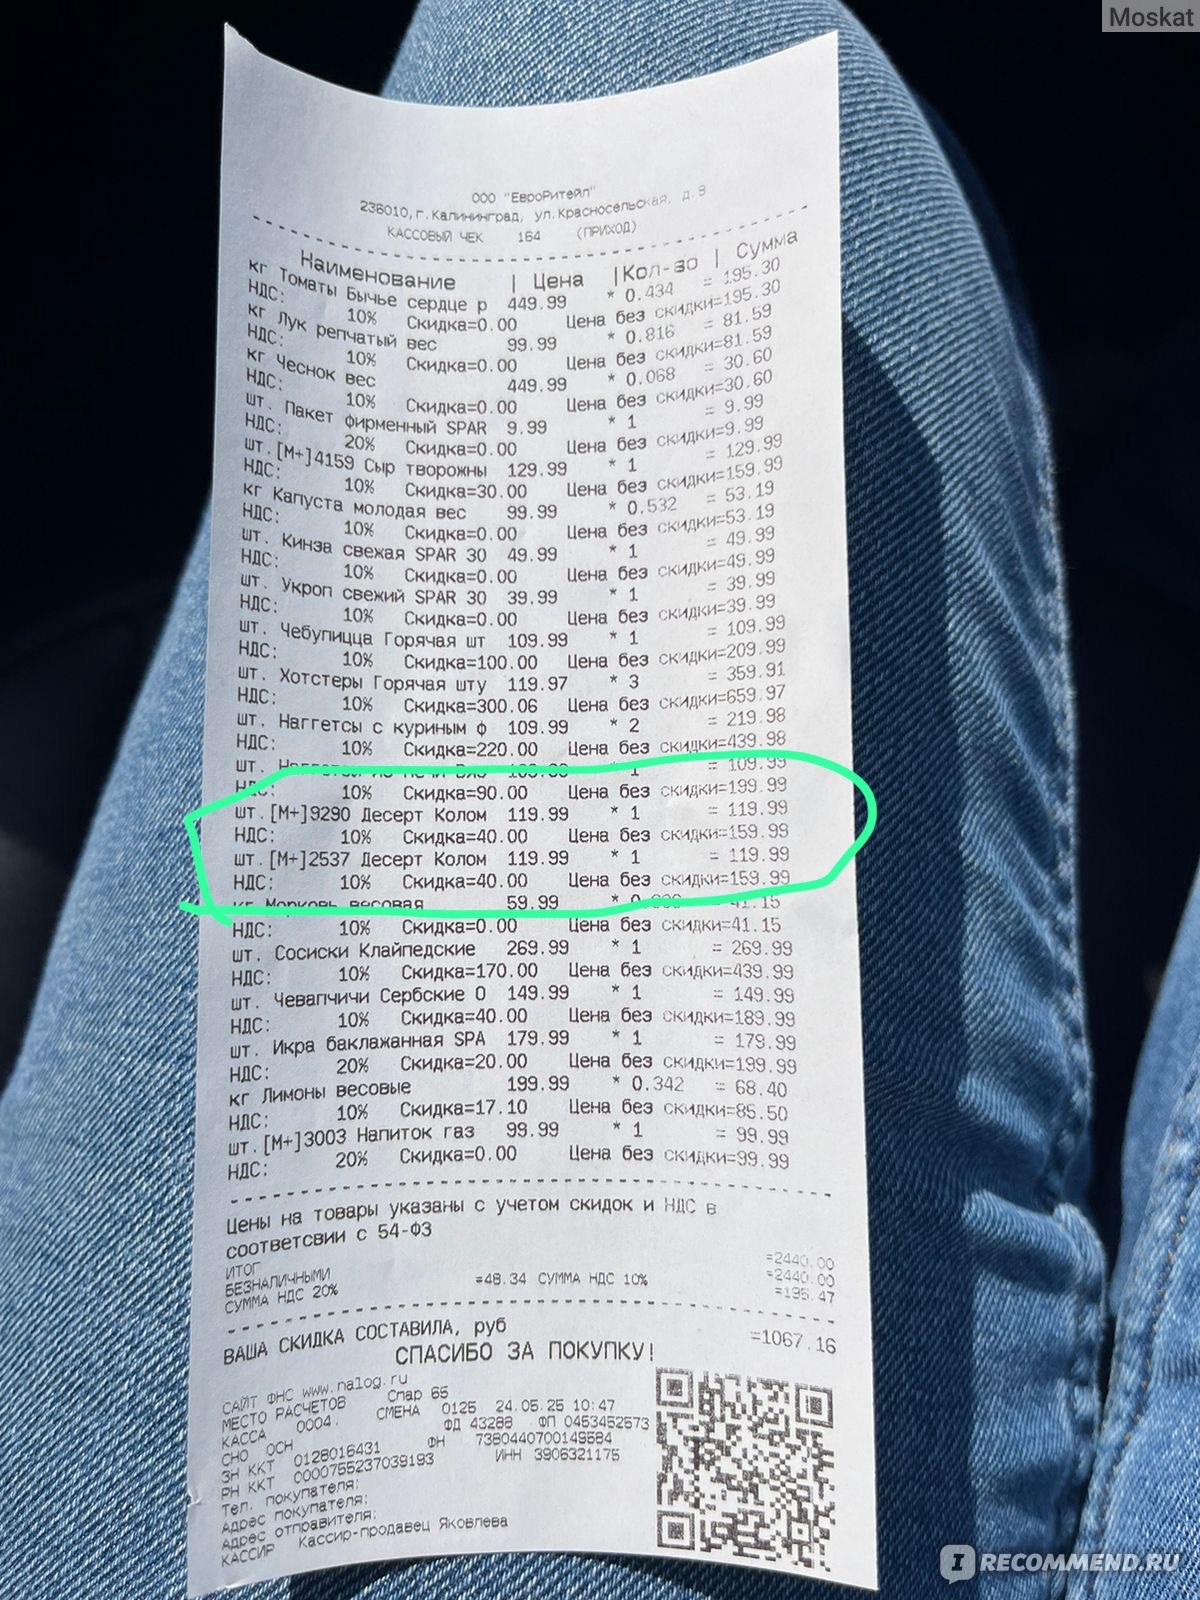 Moskat
ООО "ЕвроРитейл"
236010,г.Калининград, ул.Красносельская, д.8
КАССОВЫЙ ЧЕК 164 (ПРИХОД)
Наименование | Цена |Кол-во | Сумма
кг Томаты Бычье сердце р 449.99 * 0.434 = 195.30
НДС: 10% Скидка=0.00 Цена без скидки=195.30
кг Лук репчатый вес 99.99 * 0.816 = 81.59
НДС: 10% Скидка=0.00 Цена без скидки=81.59
кг Чеснок вес 449.99 * 0.068 = 30.60
НДС: 10% Скидка=0.00 Цена без скидки=30.60
шт. Пакет фирменный SPAR 9.99 * 1 = 9.99
НДС: 20% Скидка=0.00 Цена без скидки=9.99
шт.[М+]4159 Сыр творожны 129.99 * 1 = 129.99
НДС: 10% Скидка=30.00 Цена без скидки=159.99
кг Капуста молодая вес 99.99 * 0.532 = 53.19
НДС: 10% Скидка=0.00 Цена без скидки=53.19
шт. Кинза свежая SPAR 30 49.99 * 1 = 49.99
НДС: 10% Скидка=0.00 Цена без скидки=49.99
шт. Укроп свежий SPAR 30 39.99 * 1 = 39.99
НДС: 10% Скидка=0.00 Цена без скидки=39.99
шт. Чебупицца Горячая шт 109.99 * 1 = 109.99
НДС: 10% Скидка=100.00 Цена без скидки=209.99
шт. Хотстеры Горячая шту 119.97 * 3 = 359.91
НДС: 10% Скидка=300.06 Цена без скидки=659.97
шт. Наггетсы с куриным ф 109.99 * 2 = 219.98
НДС: 10% Скидка=220.00 Цена без скидки=439.98
шт. * 1 = 109.99
НДС: 10% Скидка=90.00 Цена без скидки=199.99
шт.[М+]9290 Десерт Колом 119.99 * 1 = 119.99
НДС: 10% Скидка=40.00 Цена без скидки=159.99
шт.[М+]2537 Десерт Колом 119.99 * 1 = 119.99
НДС: 10% Скидка=40.00 Цена без скидки=159.99
кг Морковь весовая 59.99 * = 41.15
НДС: 10% Скидка=0.00 Цена без скидки=41.15
шт. Сосиски Клайпедские 269.99 * 1 = 269.99
НДС: 10% Скидка=170.00 Цена без скидки=439.99
шт. Чевапчичи Сербские О 149.99 * 1 = 149.99
НДС: 10% Скидка=40.00 Цена без скидки=189.99
шт. Икра баклажанная SPA 179.99 * 1 = 179.99
НДС: 20% Скидка=20.00 Цена без скидки=199.99
кг Лимоны весовые 199.99 * 0.342 = 68.40
НДС: 10% Скидка=17.10 Цена без скидки=85.50
шт.[М+]3003 Напиток газ 99.99 * 1 = 99.99
НДС: 20% Скидка=0.00 Цена без скидки=99.99
Цены на товары указаны с учетом скидок и НДС в
соответсвии с 54-ФЗ
ИТОГ =2440.00
БЕЗНАЛИЧНЫМИ =2440.00
СУММА НДС 20% =48.34 СУММА НДС 10% =195.47
ВАША СКИДКА СОСТАВИЛА, руб =1067.16
СПАСИБО ЗА ПОКУПКУ!
САЙТ ФНС www.nalog.ru
МЕСТО РАСЧЕТОВ Спар 65
КАССА 0004. СМЕНА 0125 24.05.25 10:47
СНО ОСН ФД 43288 ФП 0453452573
ЗН ККТ 0128016431 ФН 7380440700149584
РН ККТ 0000755237039193 ИНН 3906321175
Тел. покупателя:
Адрес покупателя:
Адрес отправителя:
КАССИР Кассир-продавец Яковлева
I RECOMMEND.RU